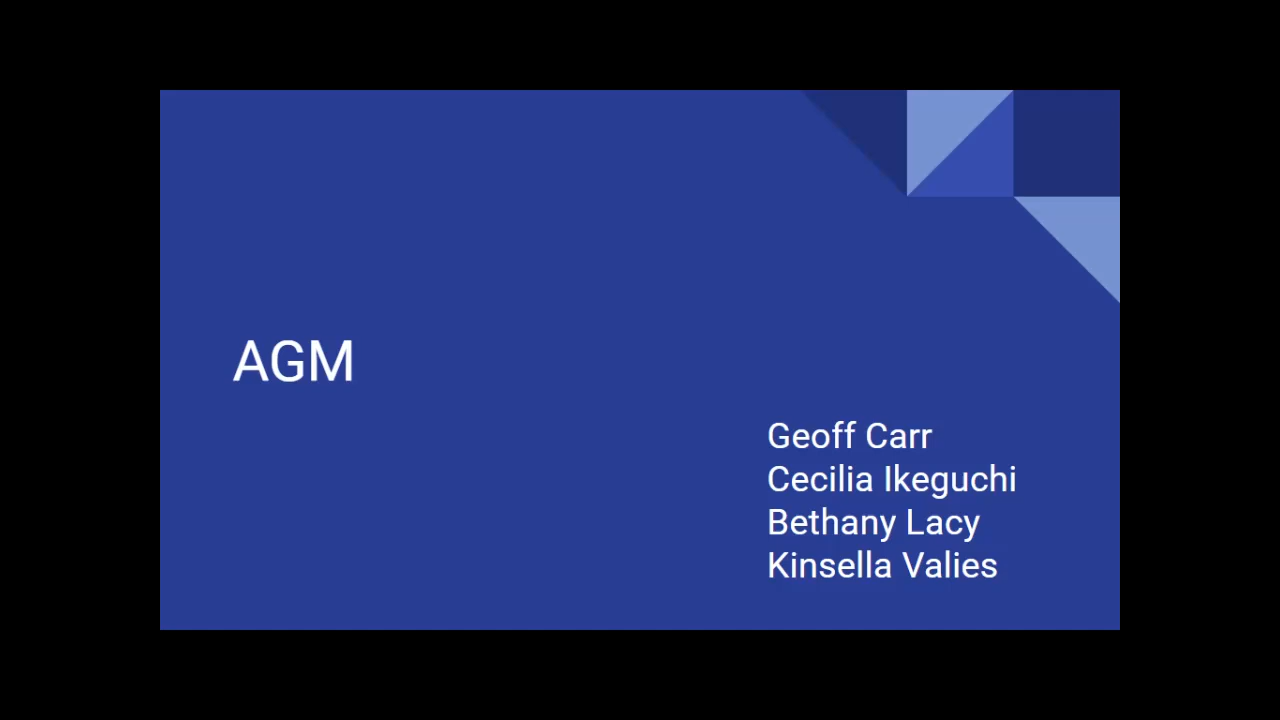 AGM
Geoff Carr
Cecilia Ikeguchi
Bethany Lacy
Kinsella Valies